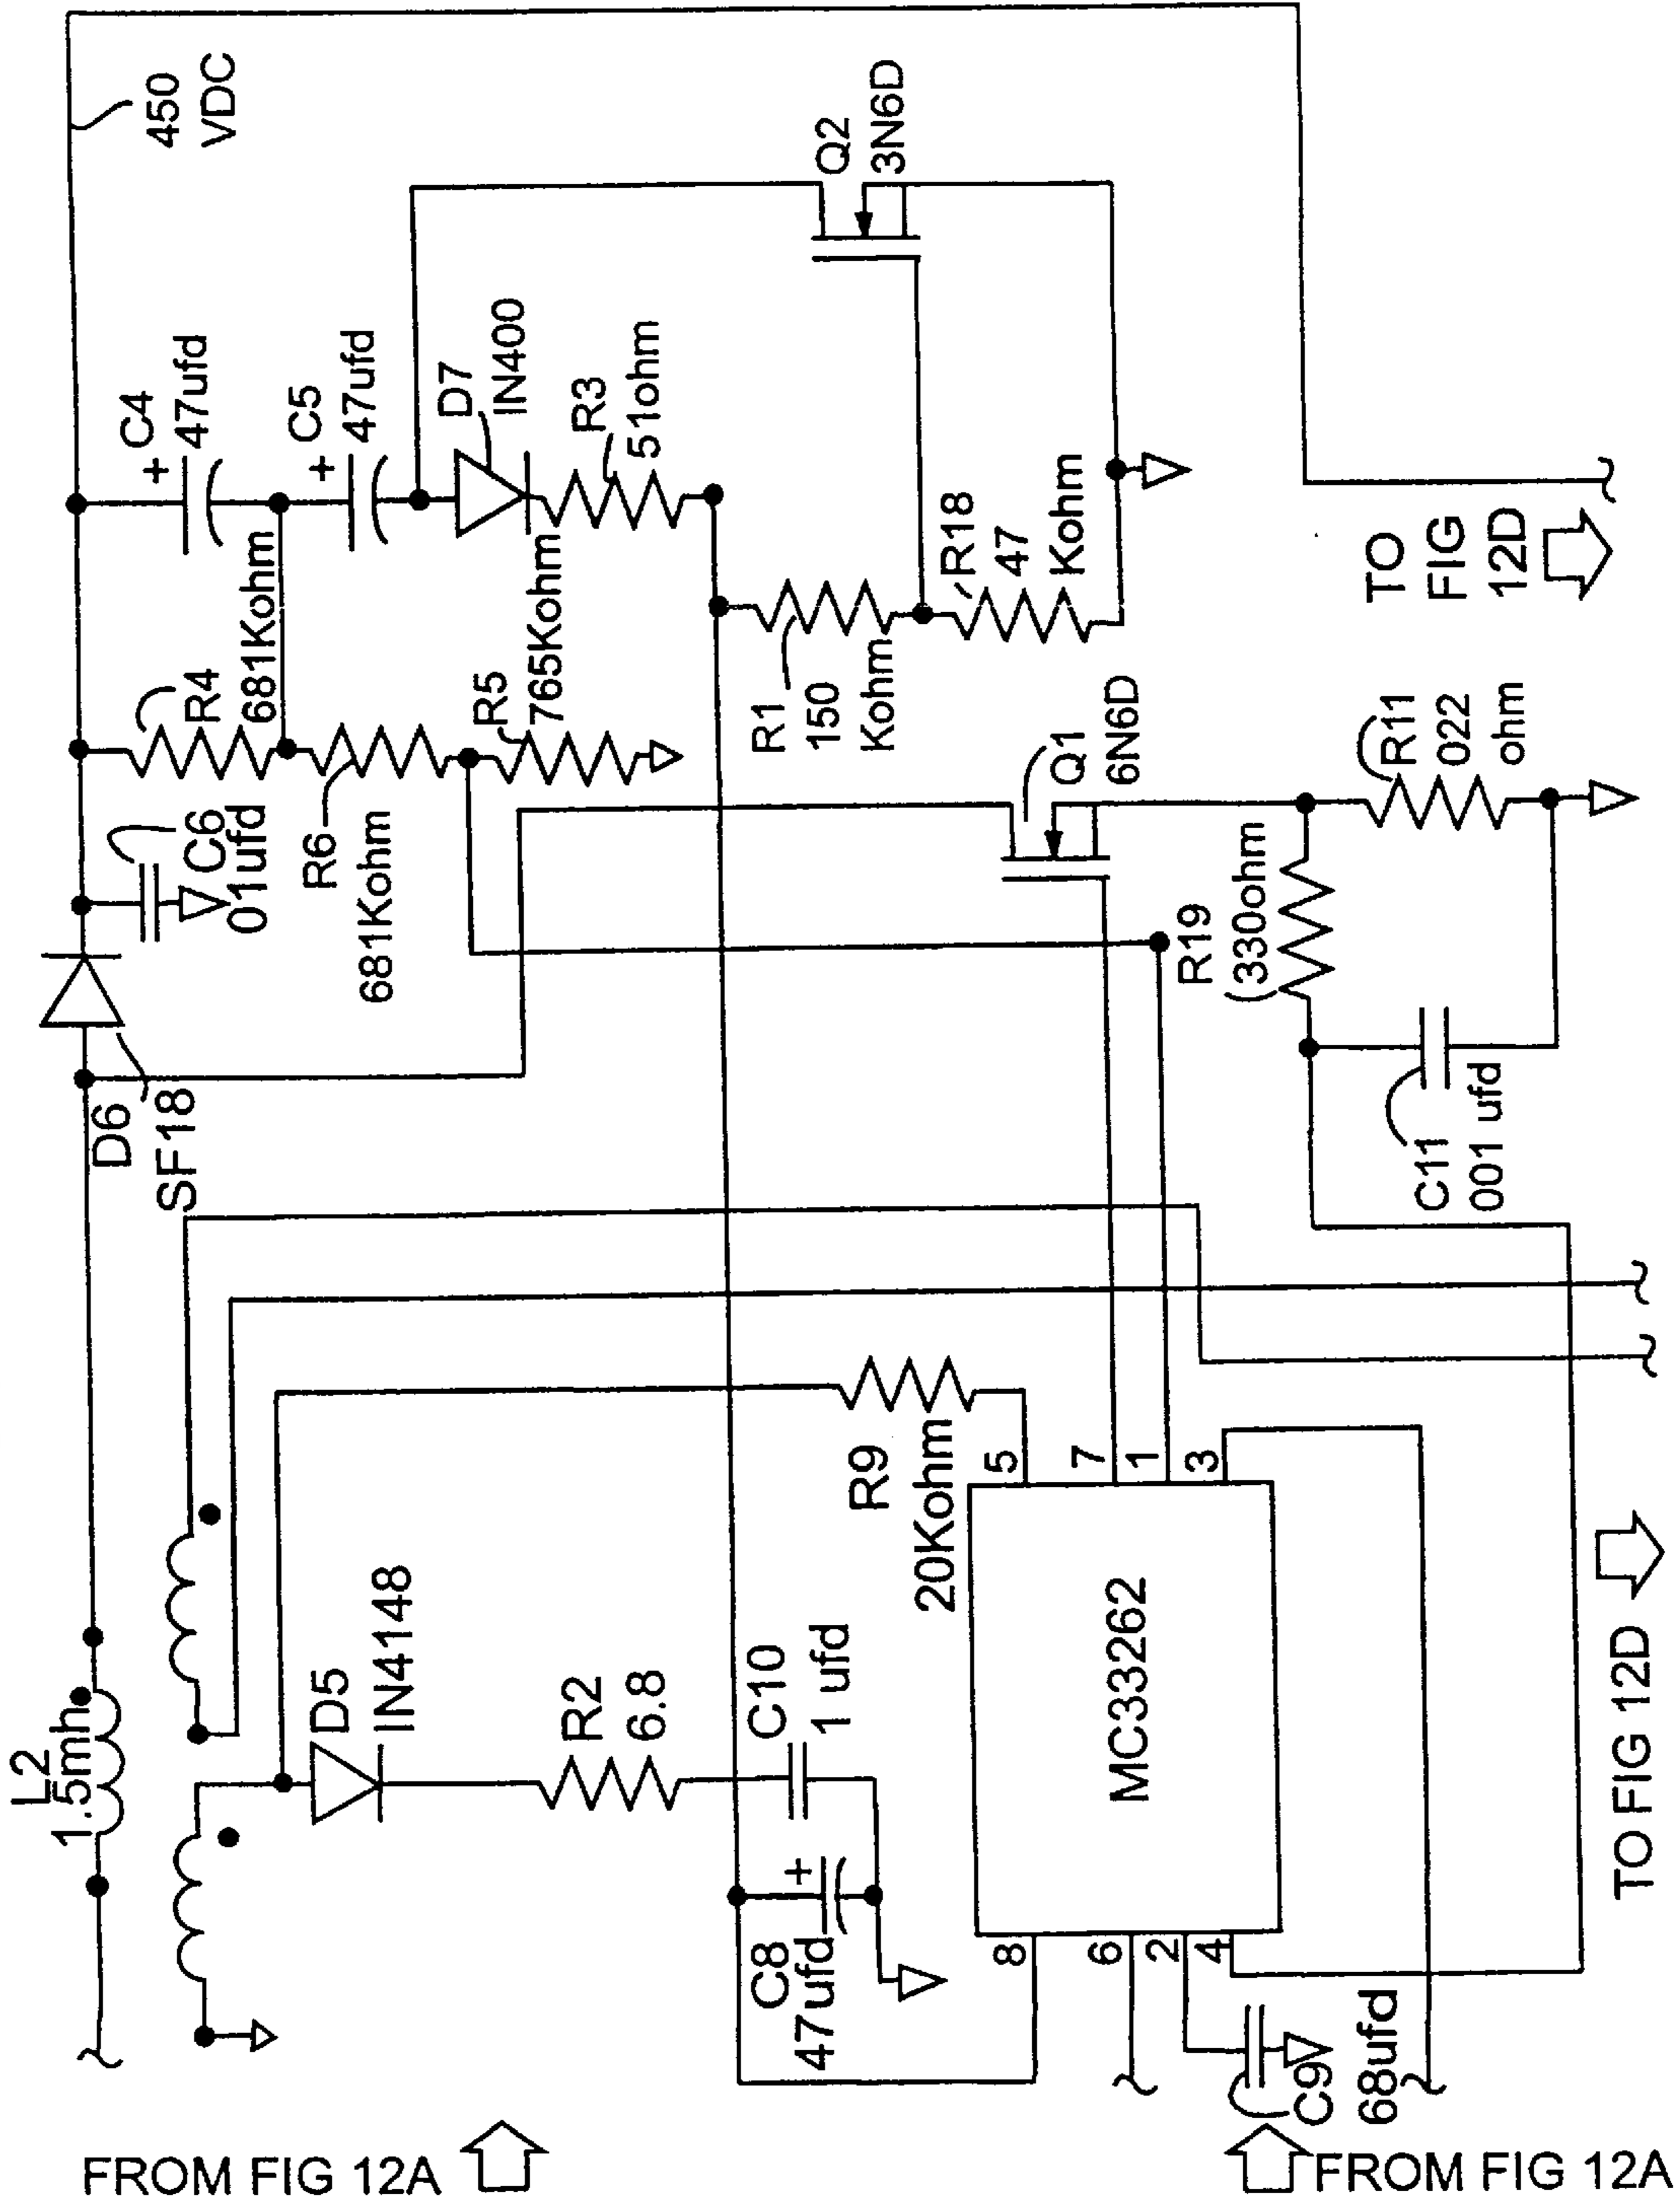 450
VDC
C4
+
47ufd
C5
+
47ufd
D7
IN400
R3
51ohm
Q2
3N6D
R4
681Kohm
R6
681Kohm
R5
765Kohm
C6
01ufd
D6
SF18
R1
150
Kohm
R18
47
Kohm
Q1
6N6D
R11
022
ohm
R19
330ohm
C11
001 ufd
TO
FIG
12D
L2
1.5mh
D5
IN4148
R2
6.8
C10
1 ufd
C8
+
47ufd
R9
20Kohm
MC33262
5
7
1
3
8
6
2
4
C9
68ufd
TO FIG 12D
FROM FIG 12A
FROM FIG 12A